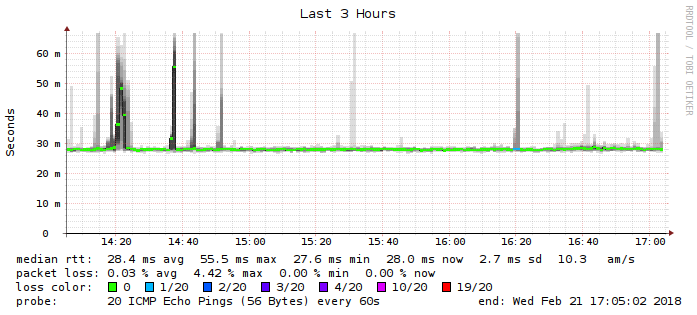 Last 3 Hours
RRDTOOL / TOBI OETIKER
Seconds
60 m
50 m
40 m
30 m
20 m
10 m
0
14:20 14:40 15:00 15:20 15:40 16:00 16:20 16:40 17:00
median rtt: 28.4 ms avg 55.5 ms max 27.6 ms min 28.0 ms now 2.7 ms sd 10.3 am/s
packet loss: 0.03 % avg 4.42 % max 0.00 % min 0.00 % now
loss color: 0 1/20 2/20 3/20 4/20 10/20 19/20
probe: 20 ICMP Echo Pings (56 Bytes) every 60s end: Wed Feb 21 17:05:02 2018